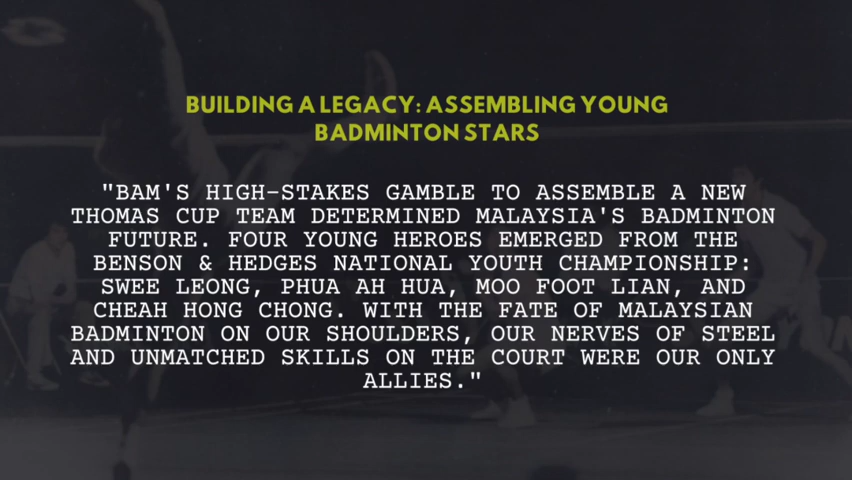 BUILDING A LEGACY: ASSEMBLING YOUNG
BADMINTON STARS
"BAM'S HIGH-STAKES GAMBLE TO ASSEMBLE A NEW
THOMAS CUP TEAM DETERMINED MALAYSIA'S BADMINTON
FUTURE. FOUR YOUNG HEROES EMERGED FROM THE
BENSON & HEDGES NATIONAL YOUTH CHAMPIONSHIP:
SWEE LEONG, PHUA AH HUA, MOO FOOT LIAN, AND
CHEAH HONG CHONG. WITH THE FATE OF MALAYSIAN
BADMINTON ON OUR SHOULDERS, OUR NERVES OF STEEL
AND UNMATCHED SKILLS ON THE COURT WERE OUR ONLY
ALLIES."